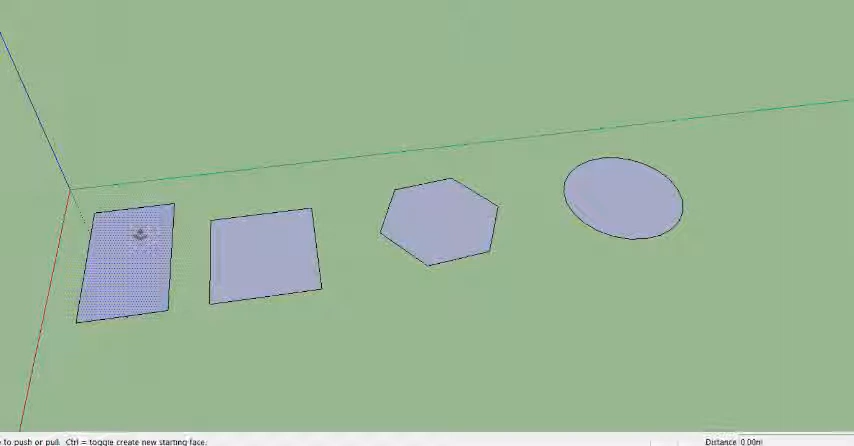 to push or pull. Ctrl = toggle create new starting face.
Distance 0.00m